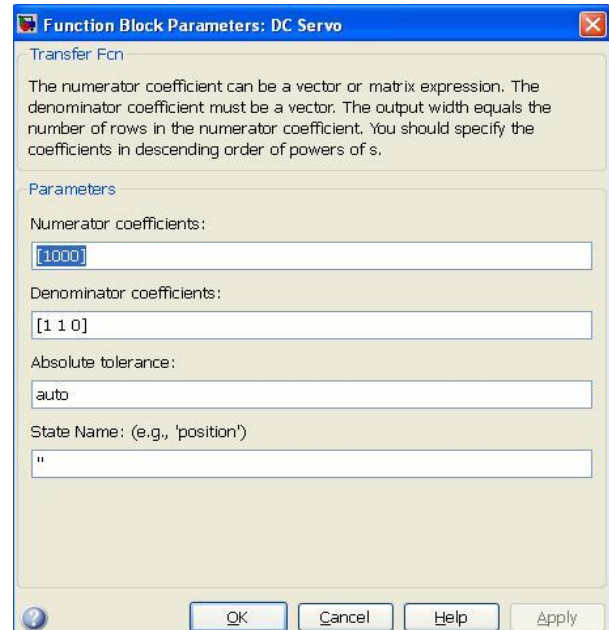 Function Block Parameters: DC Servo
Transfer Fcn
The numerator coefficient can be a vector or matrix expression. The
denominator coefficient must be a vector. The output width equals the
number of rows in the numerator coefficient. You should specify the
coefficients in descending order of powers of s.
Parameters
Numerator coefficients:
[1000]
Denominator coefficients:
[1 1 0]
Absolute tolerance:
auto
State Name: (e.g., 'position')
''
OK Cancel Help Apply